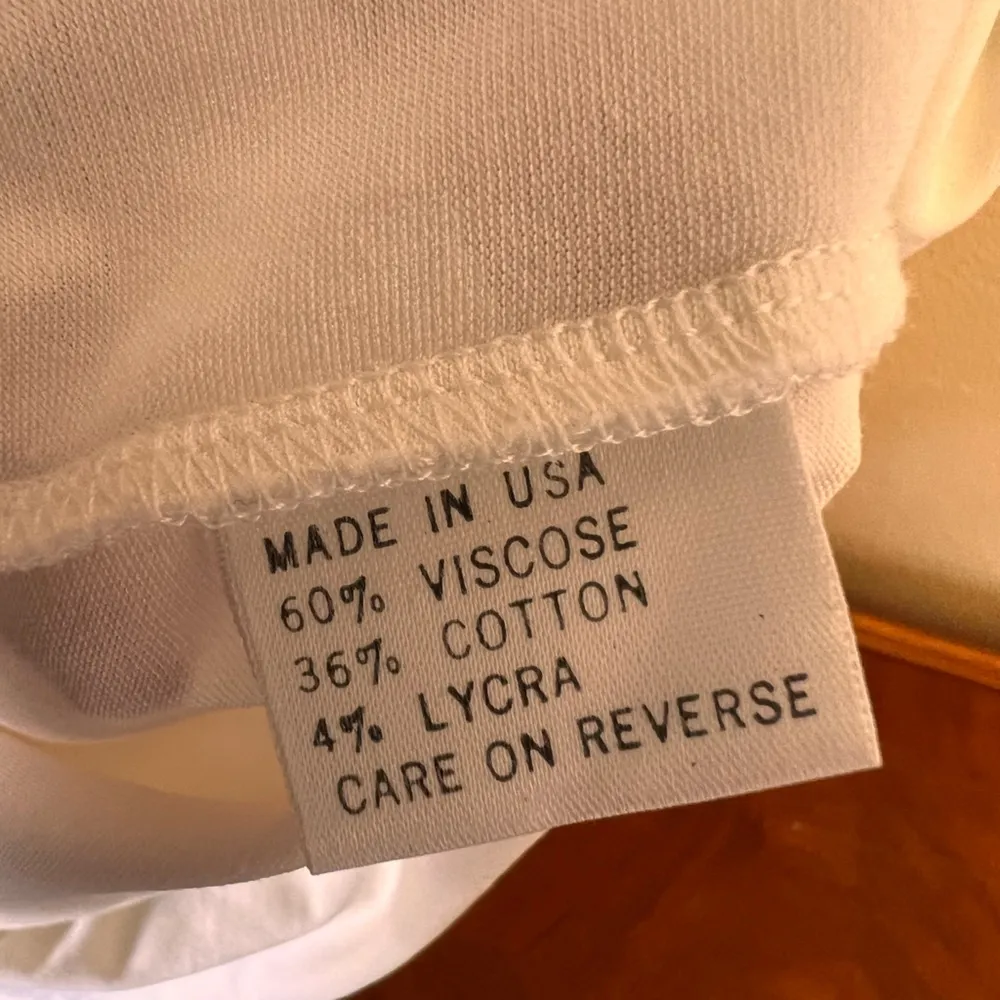 MADE IN USA
60% VISCOSE
36% COTTON
4% LYCRA
CARE ON REVERSE